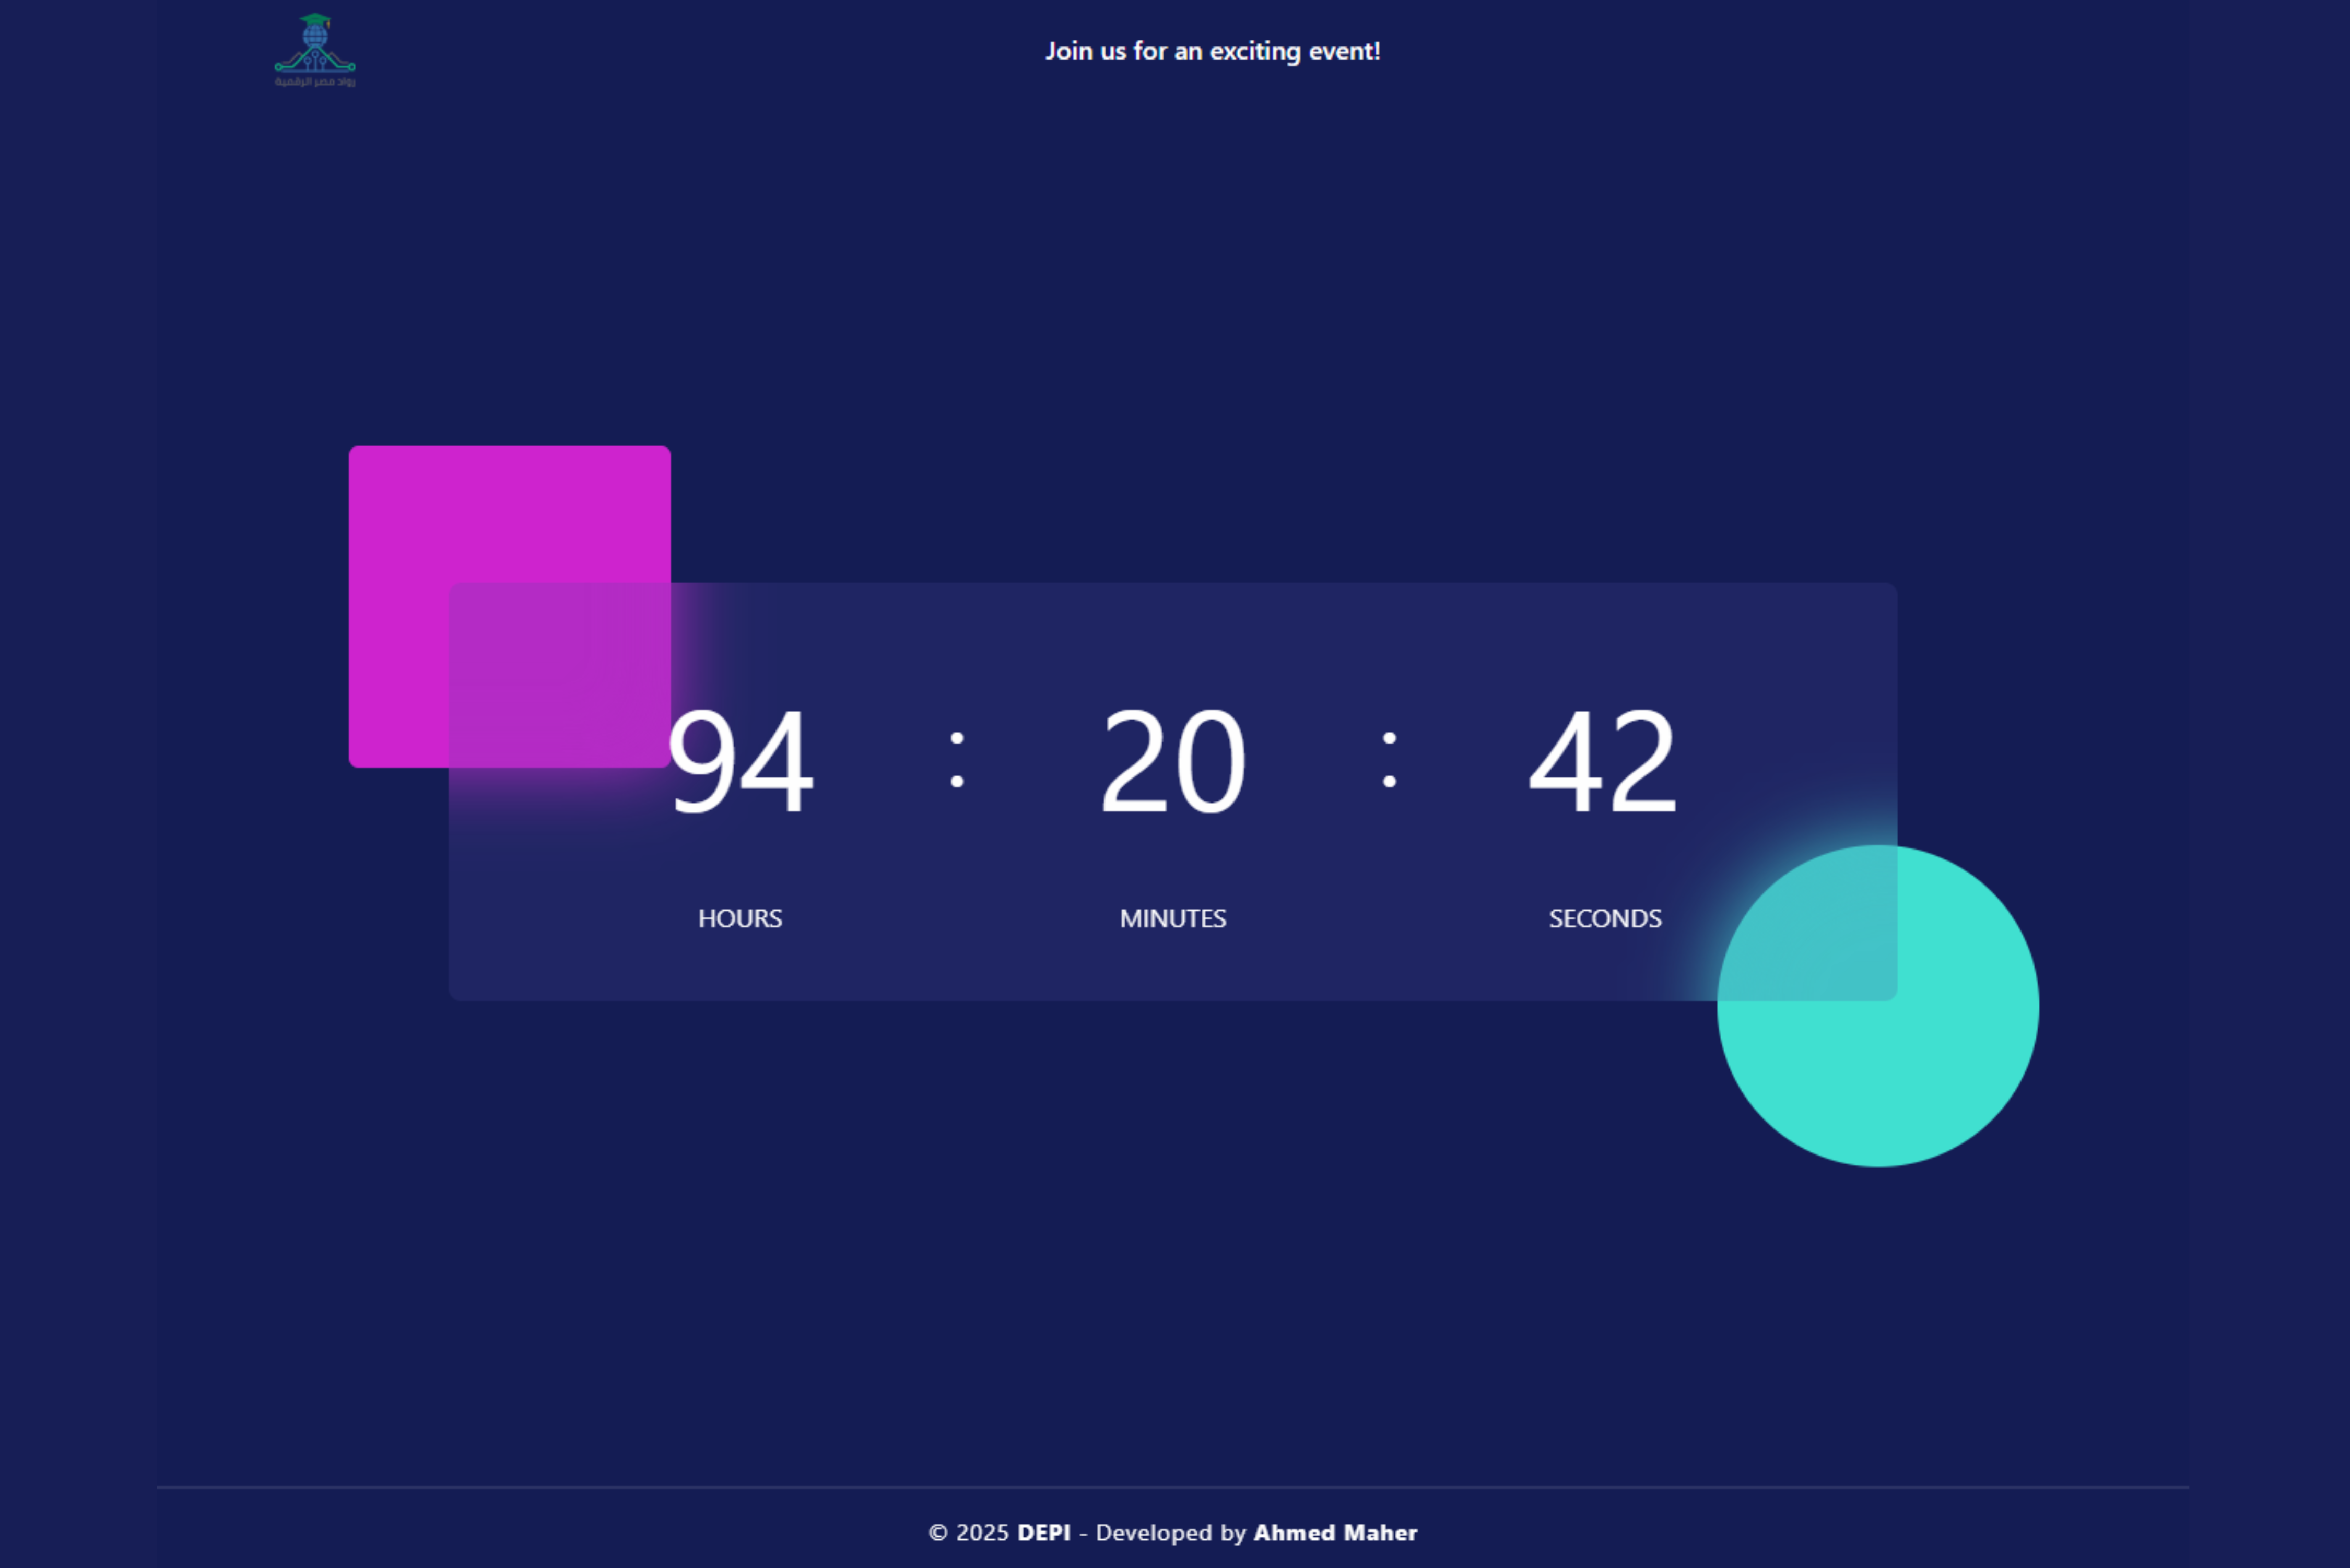 رواد مصر الرقمية
Join us for an exciting event!
94 : 20 : 42
HOURS MINUTES SECONDS
© 2025 DEPI - Developed by Ahmed Maher